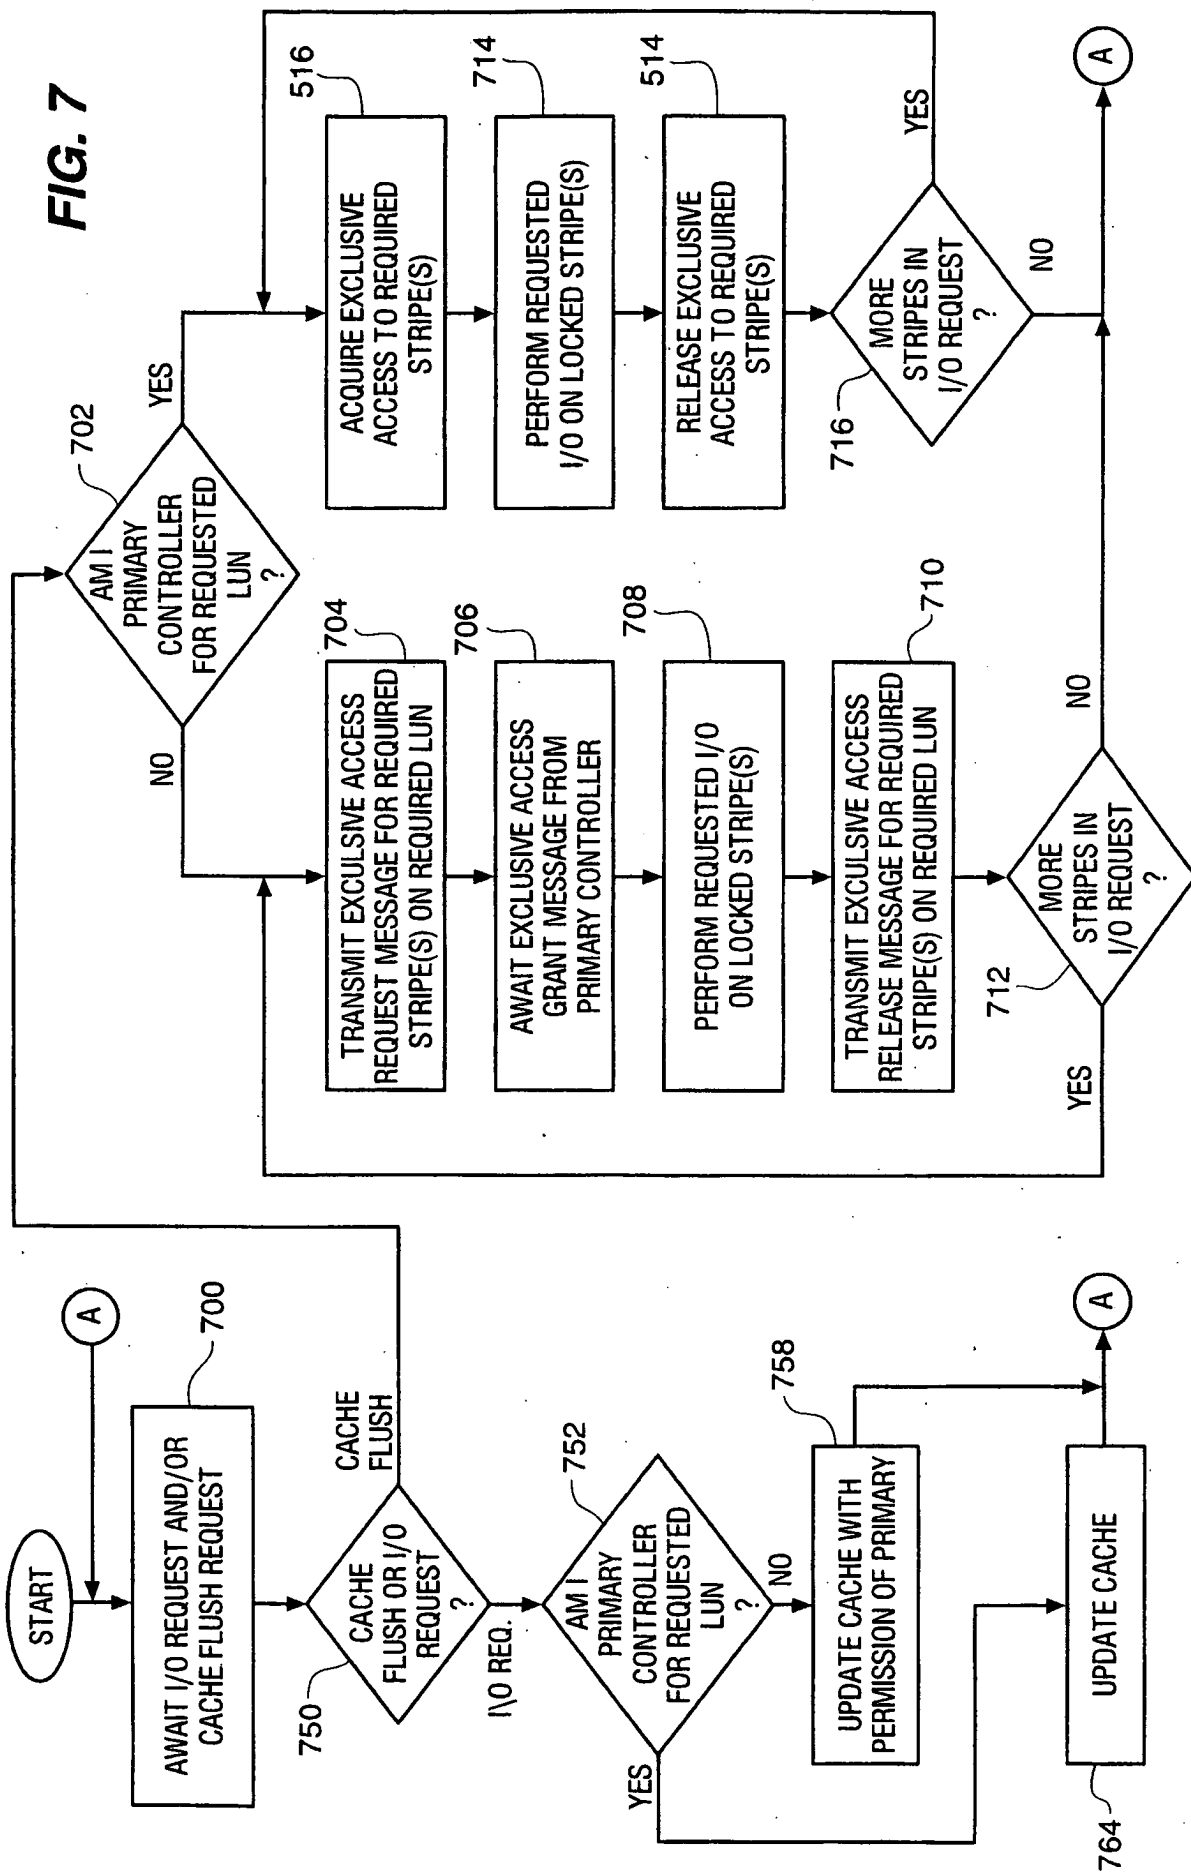 FIG. 7
START
A
AWAIT I/O REQUEST AND/OR
CACHE FLUSH REQUEST
700
CACHE
FLUSH OR I/O
REQUEST
?
750
CACHE
FLUSH
I\O REQ.
AM I
PRIMARY
CONTROLLER
FOR REQUESTED
LUN
?
752
NO
YES
UPDATE CACHE WITH
PERMISSION OF PRIMARY
758
UPDATE CACHE
764
A
AM I
PRIMARY
CONTROLLER
FOR REQUESTED
LUN
?
702
NO
YES
TRANSMIT EXCULSIVE ACCESS
REQUEST MESSAGE FOR REQUIRED
STRIPE(S) ON REQUIRED LUN
704
AWAIT EXCLUSIVE ACCESS
GRANT MESSAGE FROM
PRIMARY CONTROLLER
706
PERFORM REQUESTED I/O
ON LOCKED STRIPE(S)
708
TRANSMIT EXCULSIVE ACCESS
RELEASE MESSAGE FOR REQUIRED
STRIPE(S) ON REQUIRED LUN
710
MORE
STRIPES IN
I/O REQUEST
?
712
YES
NO
ACQUIRE EXCLUSIVE
ACCESS TO REQUIRED
STRIPE(S)
516
PERFORM REQUESTED
I/O ON LOCKED STRIPE(S)
714
RELEASE EXCLUSIVE
ACCESS TO REQUIRED
STRIPE(S)
514
MORE
STRIPES IN
I/O REQUEST
?
716
YES
NO
A